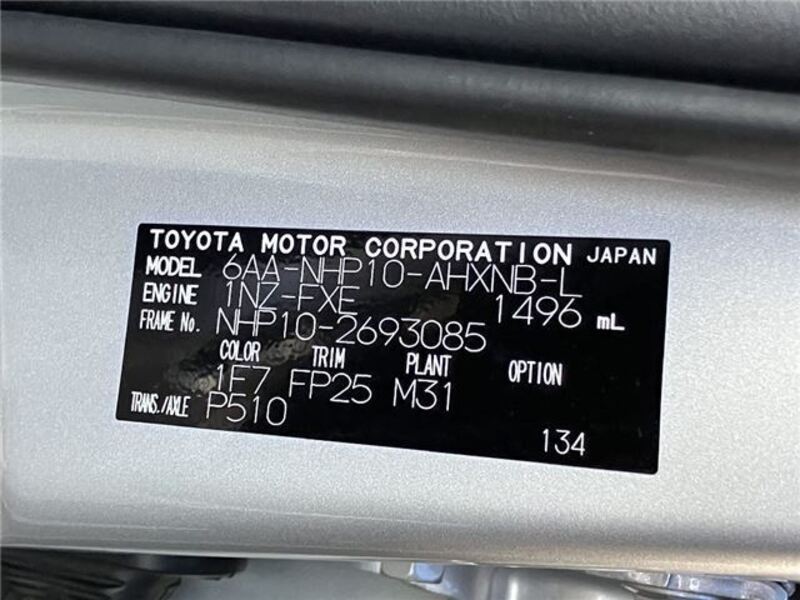 TOYOTA MOTOR CORPORATION JAPAN
MODEL 6AA-NHP10-AHXNB-L
ENGINE 1NZ-FXE 1496 mL
FRAME No. NHP10-2693085
COLOR TRIM PLANT OPTION
1F7 FP25 M31
TRANS./AXLE P510
134